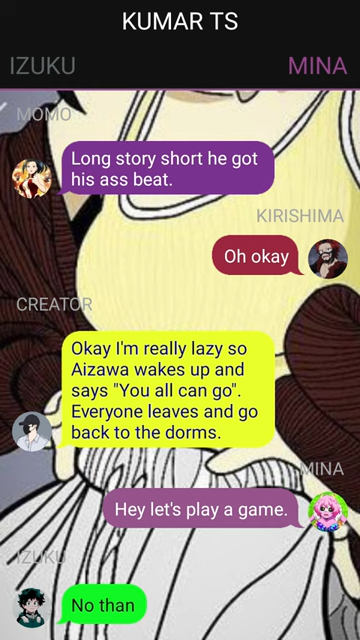 KUMAR TS
IZUKU
MINA
MOMO
Long story short he got
his ass beat.
KIRISHIMA
Oh okay
CREATOR
Okay I'm really lazy so
Aizawa wakes up and
says "You all can go".
Everyone leaves and go
back to the dorms.
MINA
Hey let's play a game.
IZUKU
No than